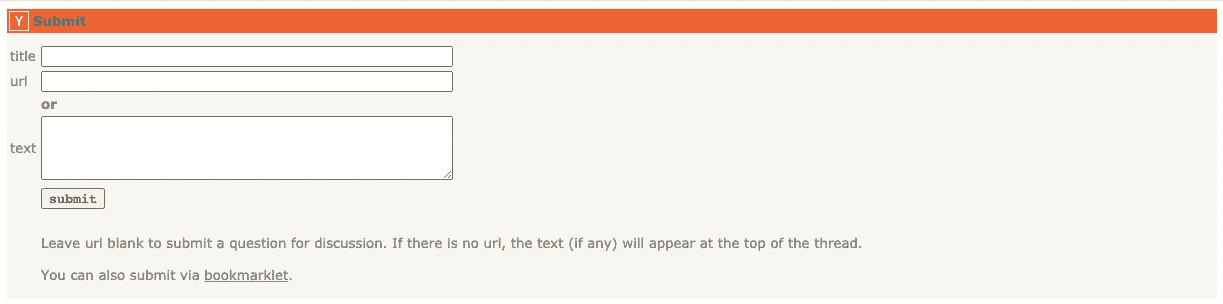 Y Submit
title
url
or
text
submit
Leave url blank to submit a question for discussion. If there is no url, the text (if any) will appear at the top of the thread.
You can also submit via bookmarklet.